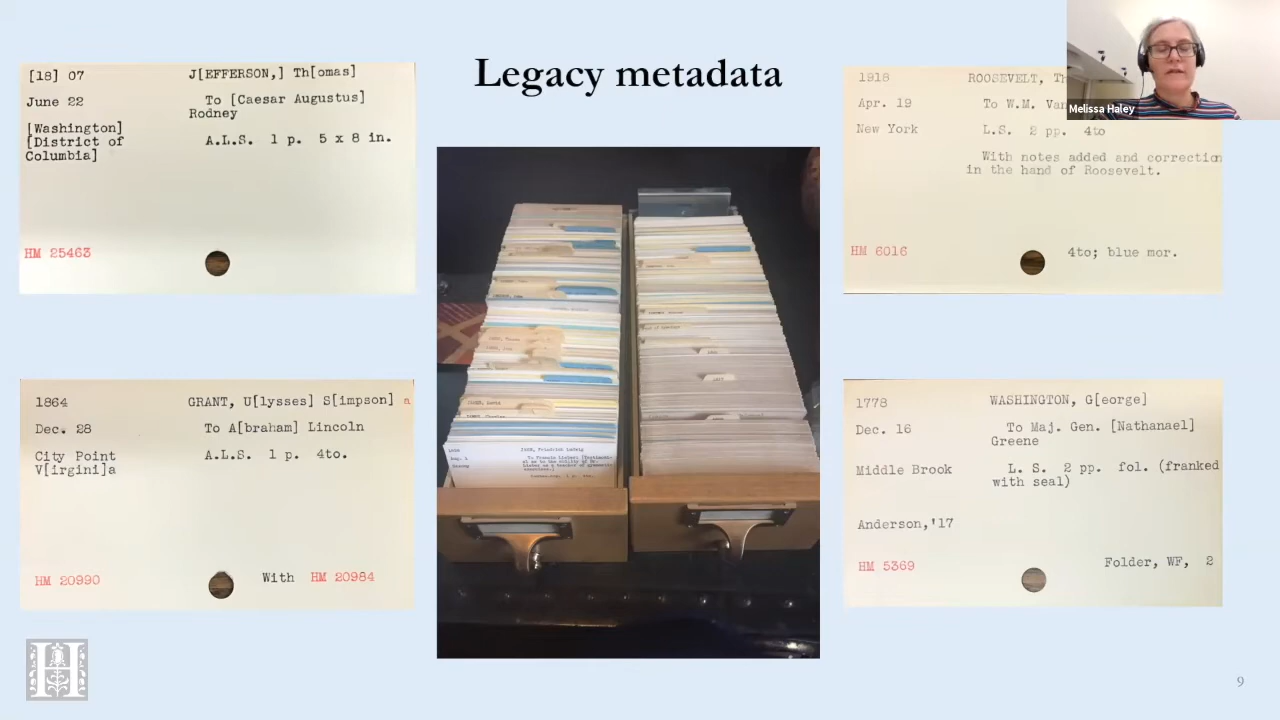 Legacy metadata
[18] 07 J[EFFERSON,] Th[omas]
June 22 To [Caesar Augustus]
Rodney
[Washington]
[District of A.L.S. 1 p. 5 x 8 in.
Columbia]
HM 25463
1918 ROOSEVELT, Th
Apr. 19 To W.M. Van
New York L.S. 2 pp. 4to
With notes added and correction
in the hand of Roosevelt.
HM 6016 4to; blue mor.
Melissa Haley
1864 GRANT, U[lysses] S[impson] a
Dec. 28 To A[braham] Lincoln
City Point A.L.S. 1 p. 4to.
V[irgini]a
HM 20990 With HM 20984
1778 WASHINGTON, G[eorge]
Dec. 16 To Maj. Gen. [Nathanael]
Greene
Middle Brook L. S. 2 pp. fol. (franked
with seal)
Anderson,'17
HM 5369 Folder, WF, 2
H
9